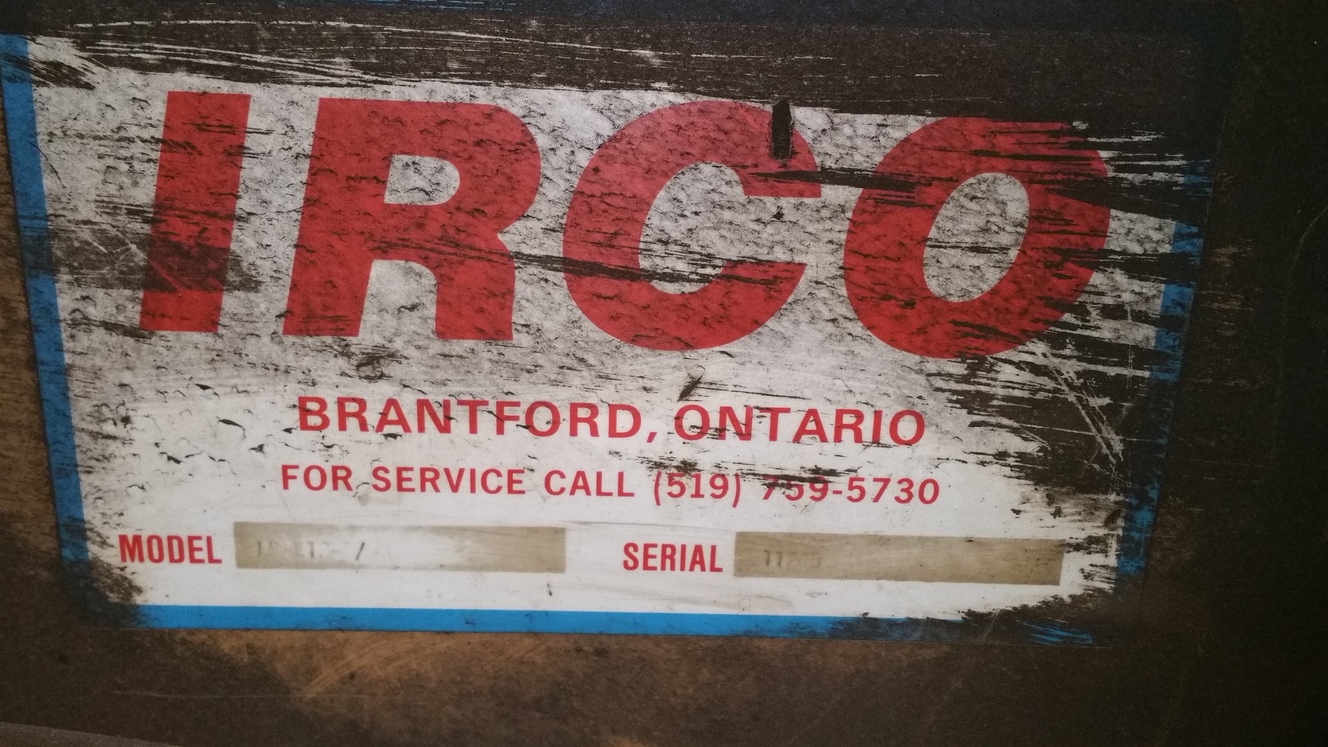 IRCO
BRANTFORD, ONTARIO
FOR SERVICE CALL (519) 759-5730
MODEL
SERIAL